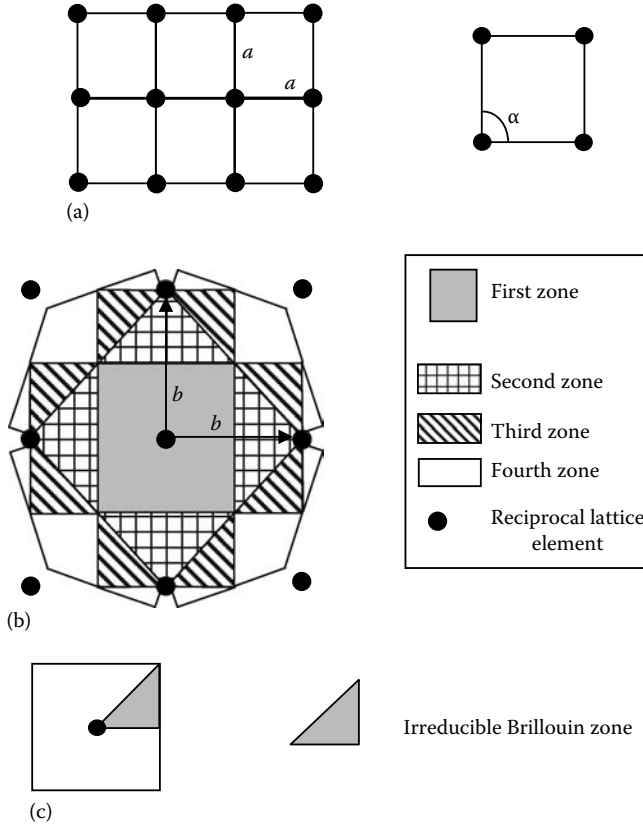 a
a
α
(a)
First zone
b
b
Second zone
Third zone
Fourth zone
Reciprocal lattice
element
(b)
Irreducible Brillouin zone
(c)